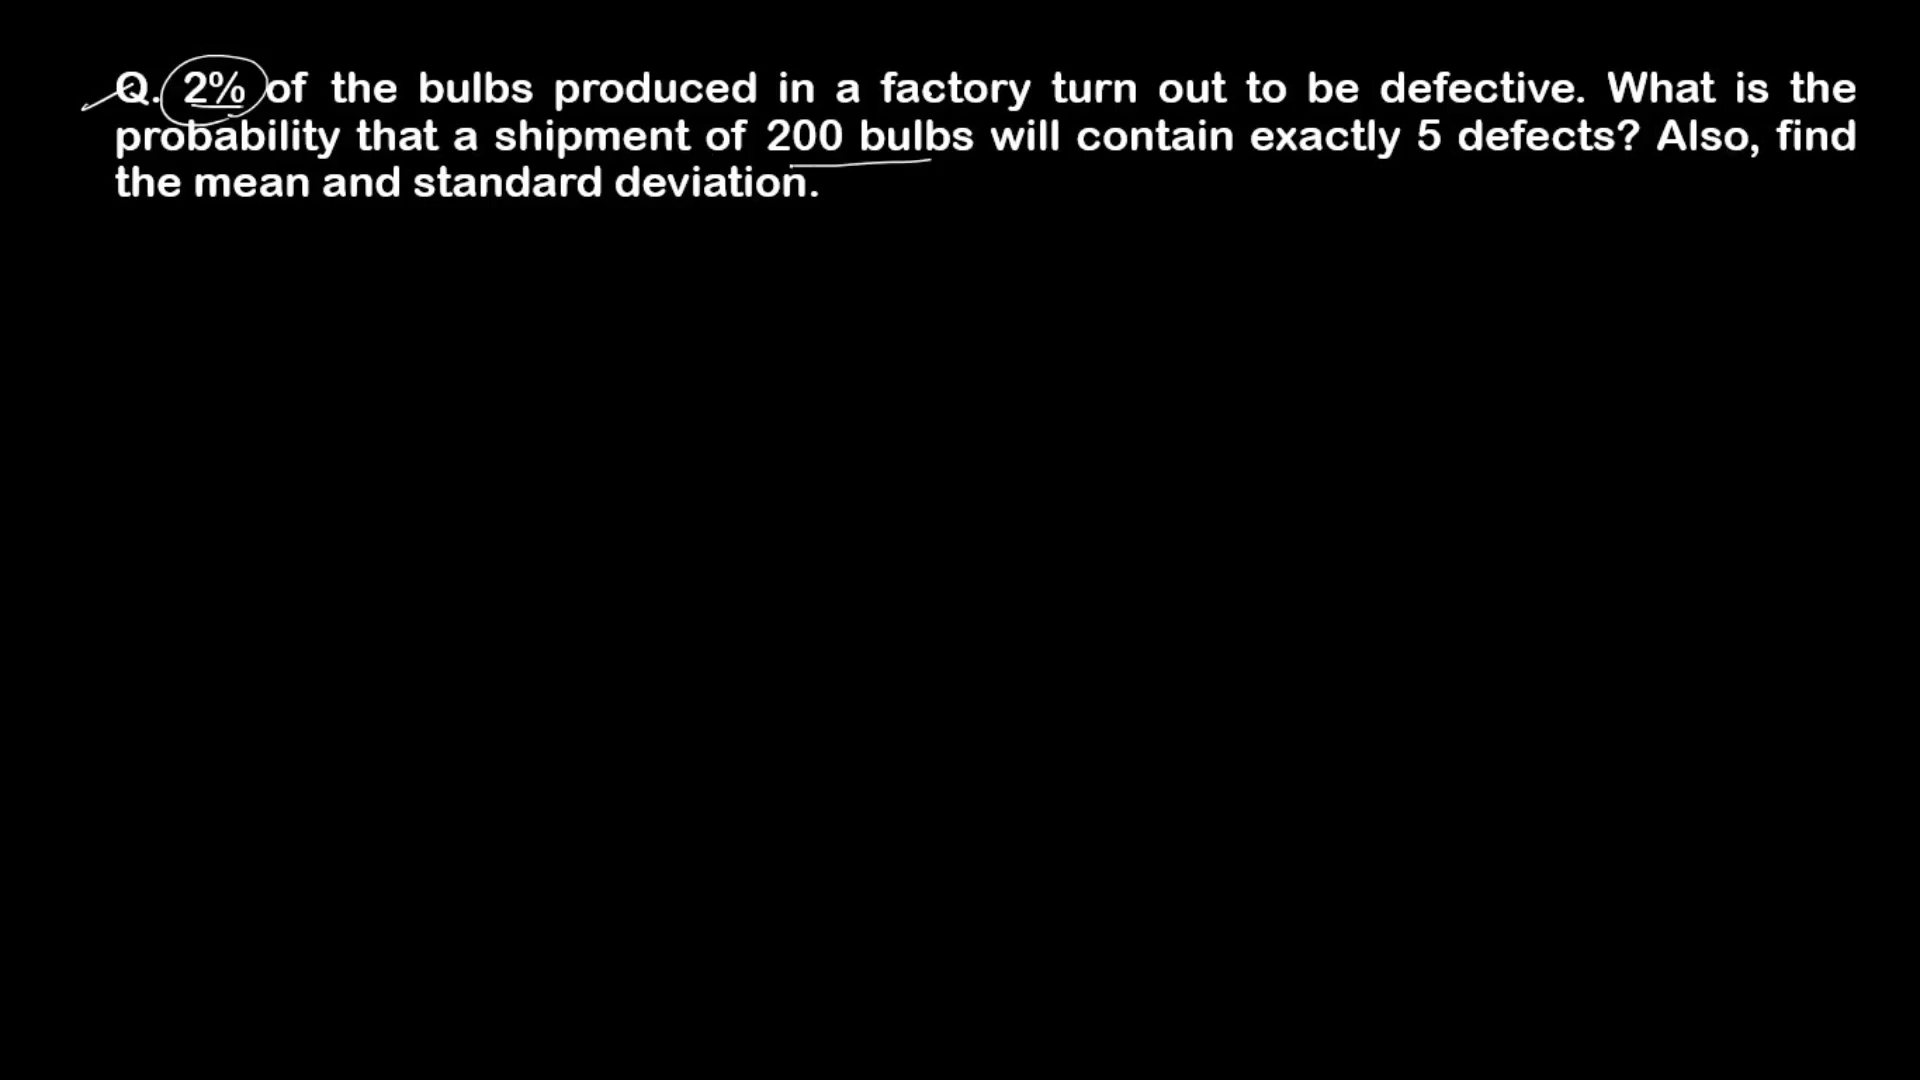 Q. 2% of the bulbs produced in a factory turn out to be defective. What is the
probability that a shipment of 200 bulbs will contain exactly 5 defects? Also, find
the mean and standard deviation.